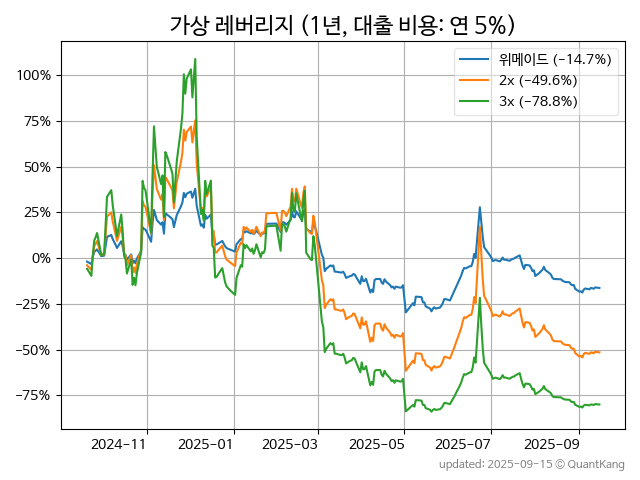 가상 레버리지 (1년, 대출 비용: 연 5%)
위메이드 (-14.7%)
2x (-49.6%)
3x (-78.8%)
100%
75%
50%
25%
0%
−25%
−50%
−75%
2024-11 2025-01 2025-03 2025-05 2025-07 2025-09
updated: 2025-09-15 © QuantKang